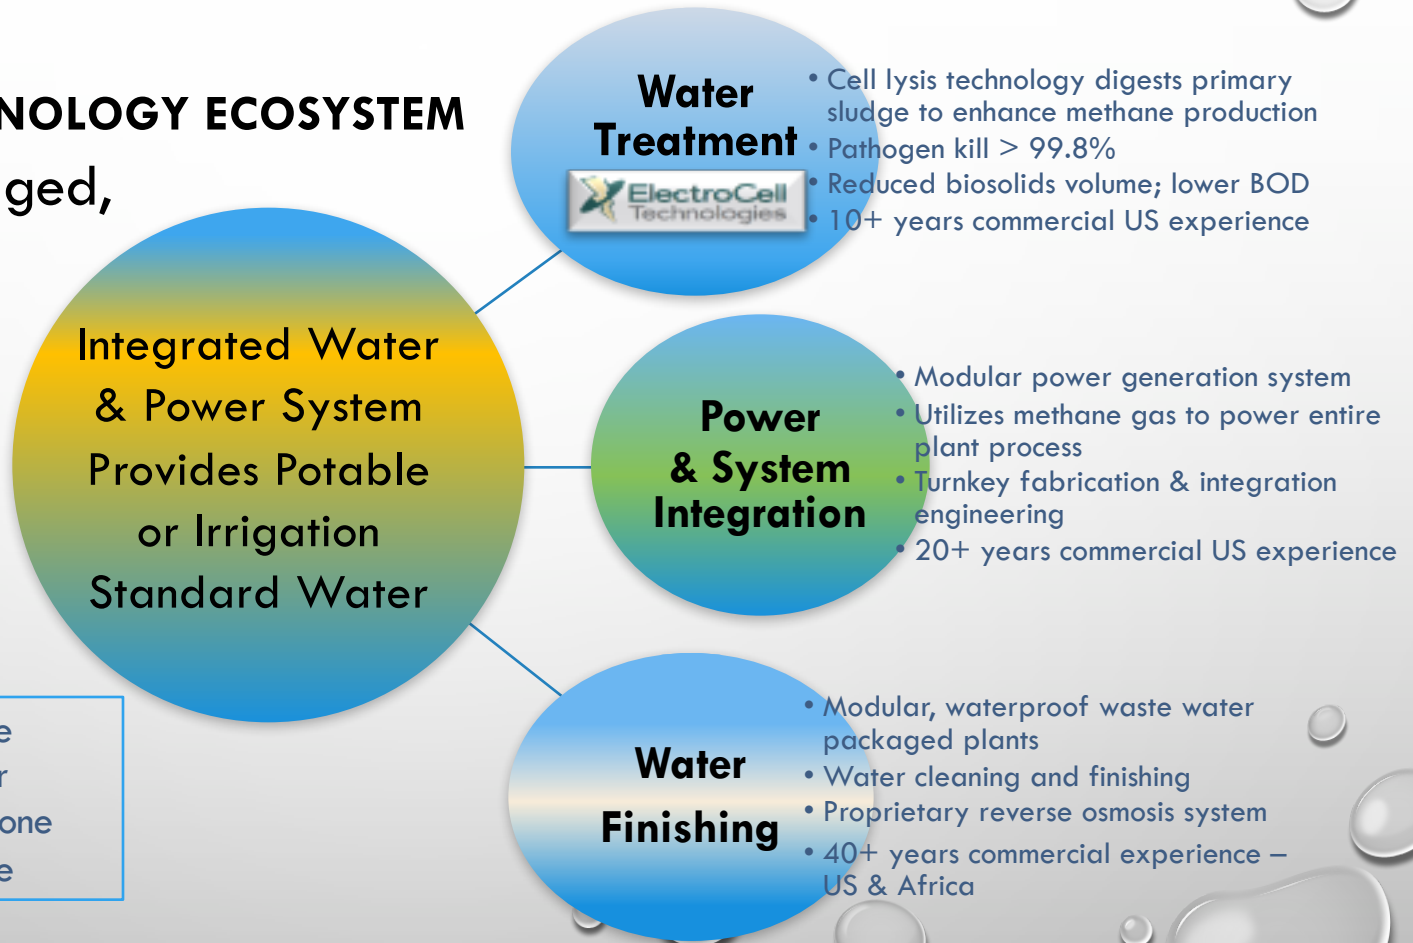 NOLOGY ECOSYSTEM
ged,
Integrated Water
& Power System
Provides Potable
or Irrigation
Standard Water
e
r
one
e
Water
Treatment
ElectroCell
Technologies
• Cell lysis technology digests primary
sludge to enhance methane production
• Pathogen kill > 99.8%
• Reduced biosolids volume; lower BOD
• 10+ years commercial US experience
Power
& System
Integration
• Modular power generation system
• Utilizes methane gas to power entire
plant process
• Turnkey fabrication & integration
engineering
• 20+ years commercial US experience
Water
Finishing
• Modular, waterproof waste water
packaged plants
• Water cleaning and finishing
• Proprietary reverse osmosis system
• 40+ years commercial experience –
US & Africa